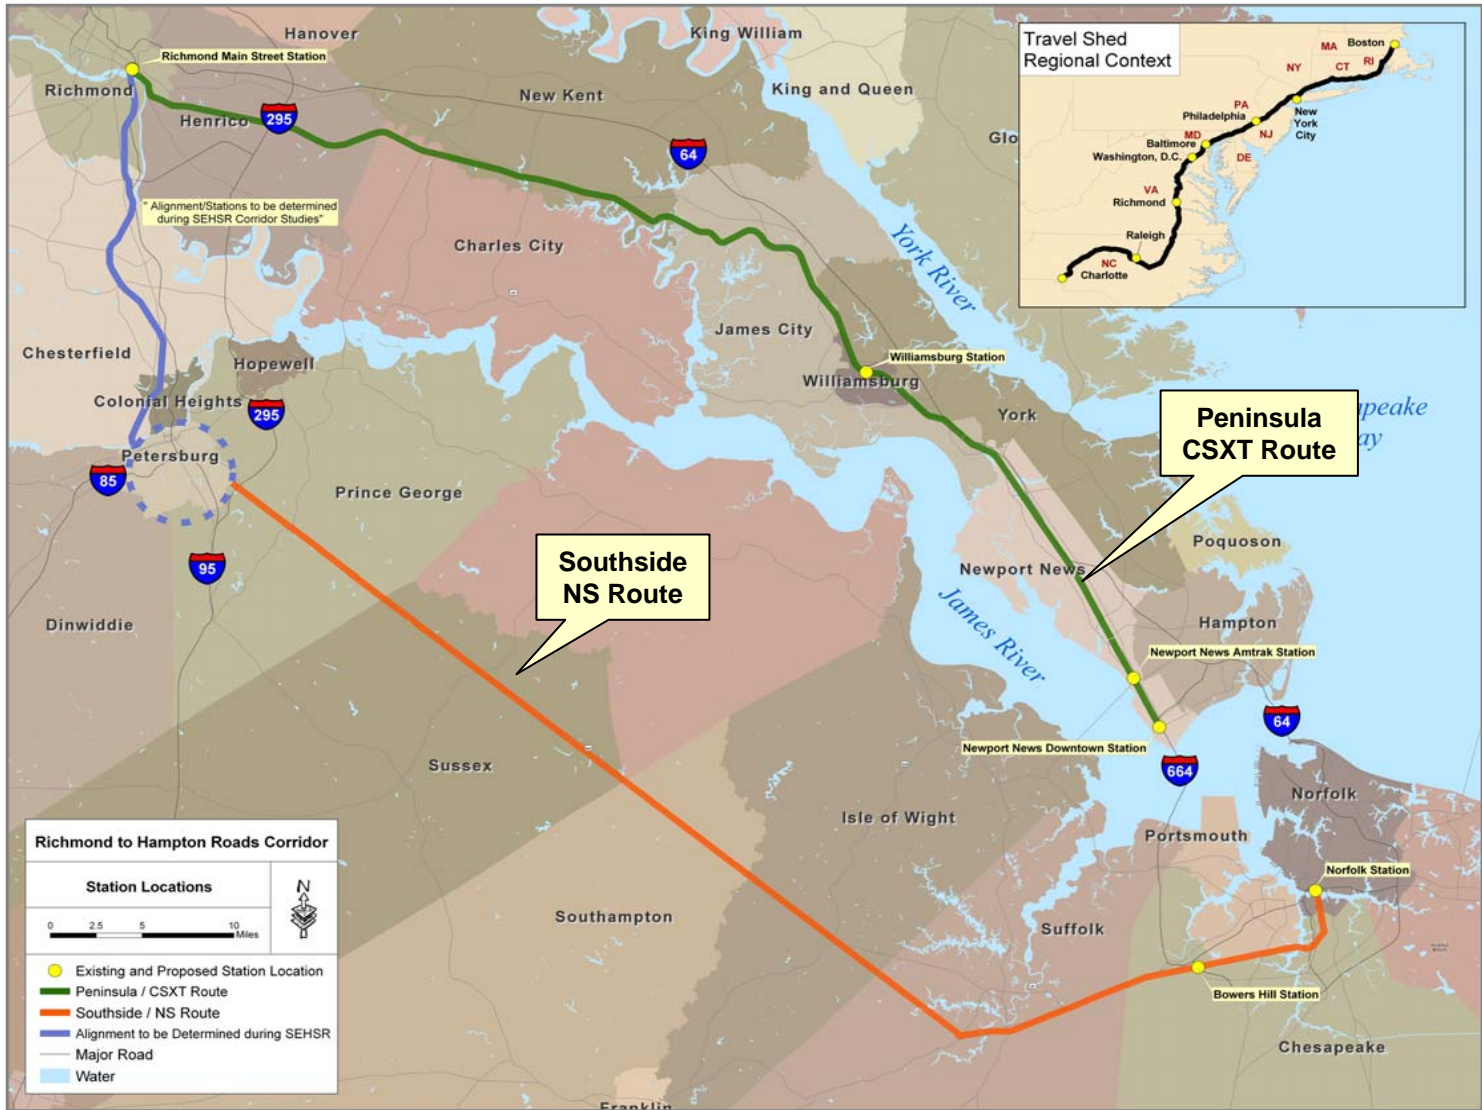 Hanover
King William
Richmond Main Street Station
Richmond
New Kent
King and Queen
Henrico
295
64
Glo
" Alignment/Stations to be determined
during SEHSR Corridor Studies"
Charles City
York River
James City
Chesterfield
Hopewell
Williamsburg Station
Williamsburg
Colonial Heights
295
York
Peninsula
CSXT Route
apeake
ay
Petersburg
85
Prince George
95
Southside
NS Route
Poquoson
Newport News
James River
Hampton
Dinwiddie
Newport News Amtrak Station
64
Newport News Downtown Station
664
Sussex
Norfolk
Isle of Wight
Portsmouth
Norfolk Station
Southampton
Suffolk
Bowers Hill Station
Chesapeake
Franklin
Travel Shed
Regional Context
Boston
MA
NY
CT
RI
PA
Philadelphia
New
York
City
NJ
MD
Baltimore
Washington, D.C.
DE
VA
Richmond
Raleigh
NC
Charlotte
Richmond to Hampton Roads Corridor
Station Locations
N
0 2.5 5 10
Miles
Existing and Proposed Station Location
Peninsula / CSXT Route
Southside / NS Route
Alignment to be Determined during SEHSR
Major Road
Water